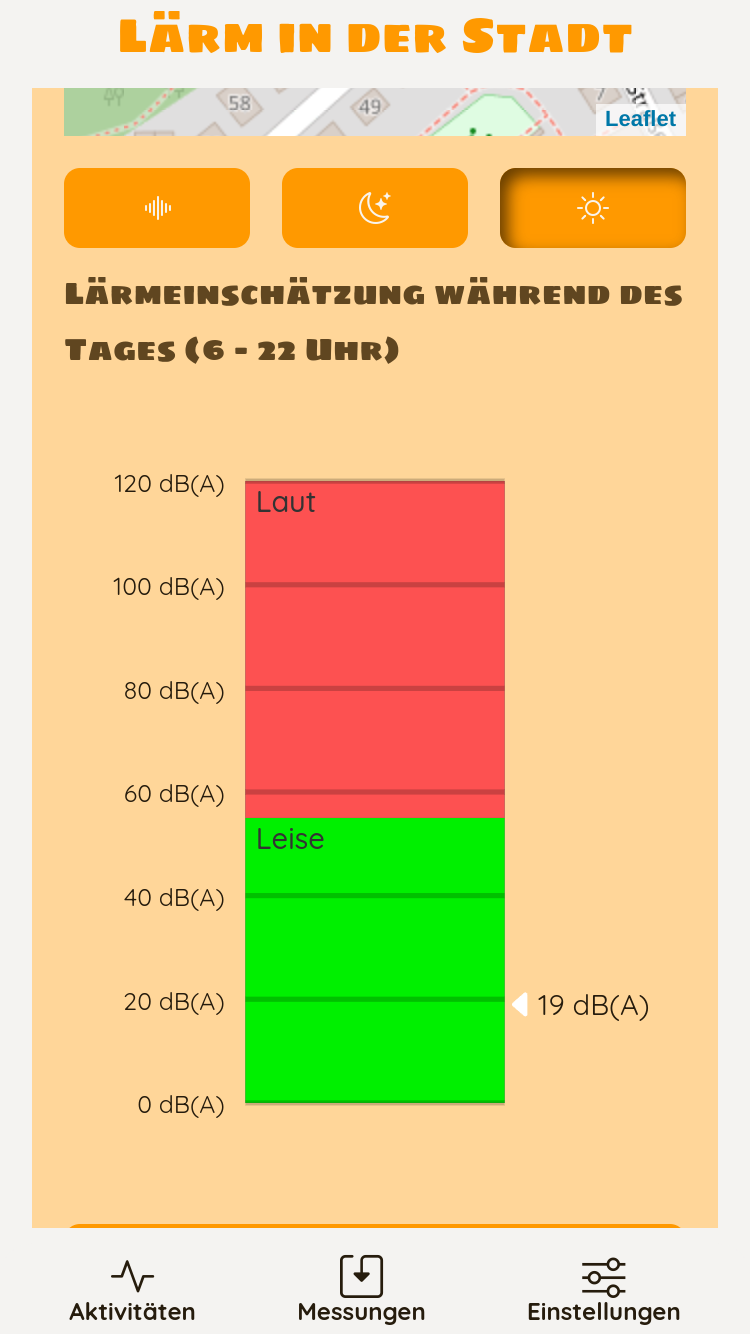 Lärm in der Stadt
58
49
7
Leaflet
Lärmeinschätzung während des
Tages (6 - 22 Uhr)
120 dB(A)
Laut
100 dB(A)
80 dB(A)
60 dB(A)
Leise
40 dB(A)
20 dB(A)
19 dB(A)
0 dB(A)
Aktivitäten
Messungen
Einstellungen